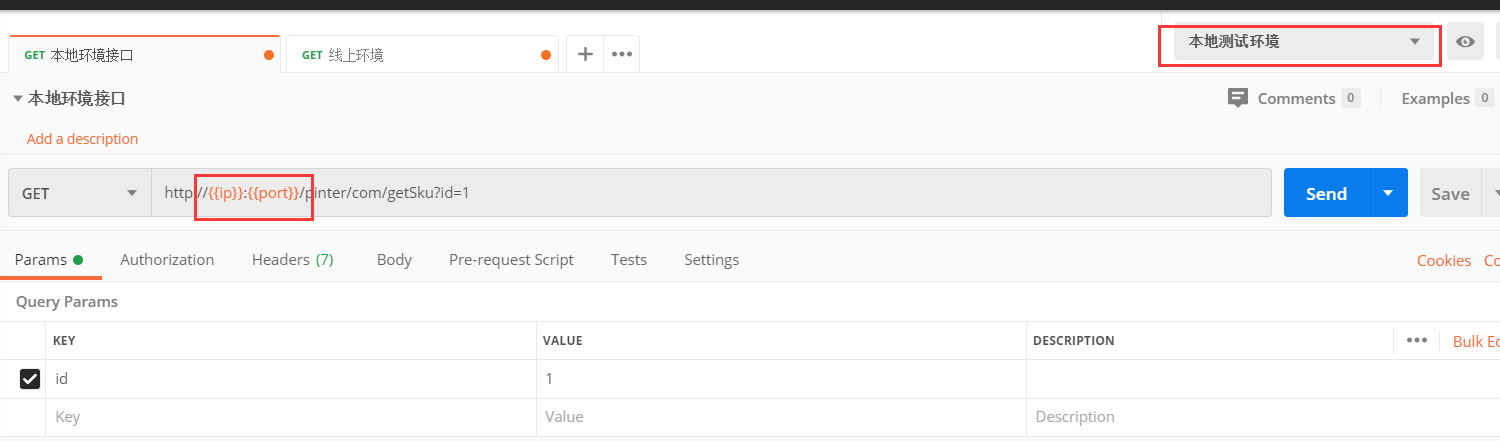 GET 本地环境接口 GET 线上环境 本地测试环境
本地环境接口 Comments 0 Examples 0
Add a description
GET http://{{ip}}:{{port}}/pinter/com/getSku?id=1 Send Save
Params Authorization Headers (7) Body Pre-request Script Tests Settings Cookies Co
Query Params
KEY VALUE DESCRIPTION Bulk Ed
id 1
Key Value Description